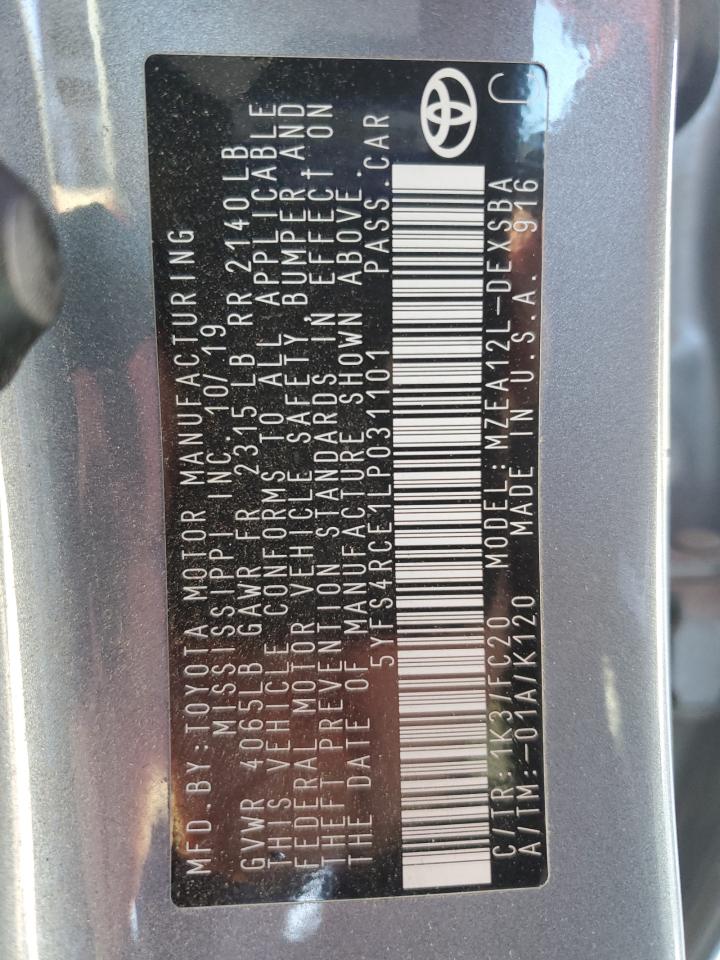 MFD.BY:TOYOTA MOTOR MANUFACTURING
MISSISSIPPI INC. 10/19
GVWR 4065LB GAWR FR 2315 LB RR 2140LB
THIS VEHICLE CONFORMS TO ALL APPLICABLE
FEDERAL MOTOR VEHICLE SAFETY, BUMPER, AND
THEFT PREVENTION STANDARDS IN EFFECT ON
THE DATE OF MANUFACTURE SHOWN ABOVE.
5YFS4RCE1LP031101 PASS.CAR
C/TR:1K3/FC20 MODEL:MZEA12L-DEXSBA
A/TM:-01A/K120 MADE IN U.S.A. 916
C